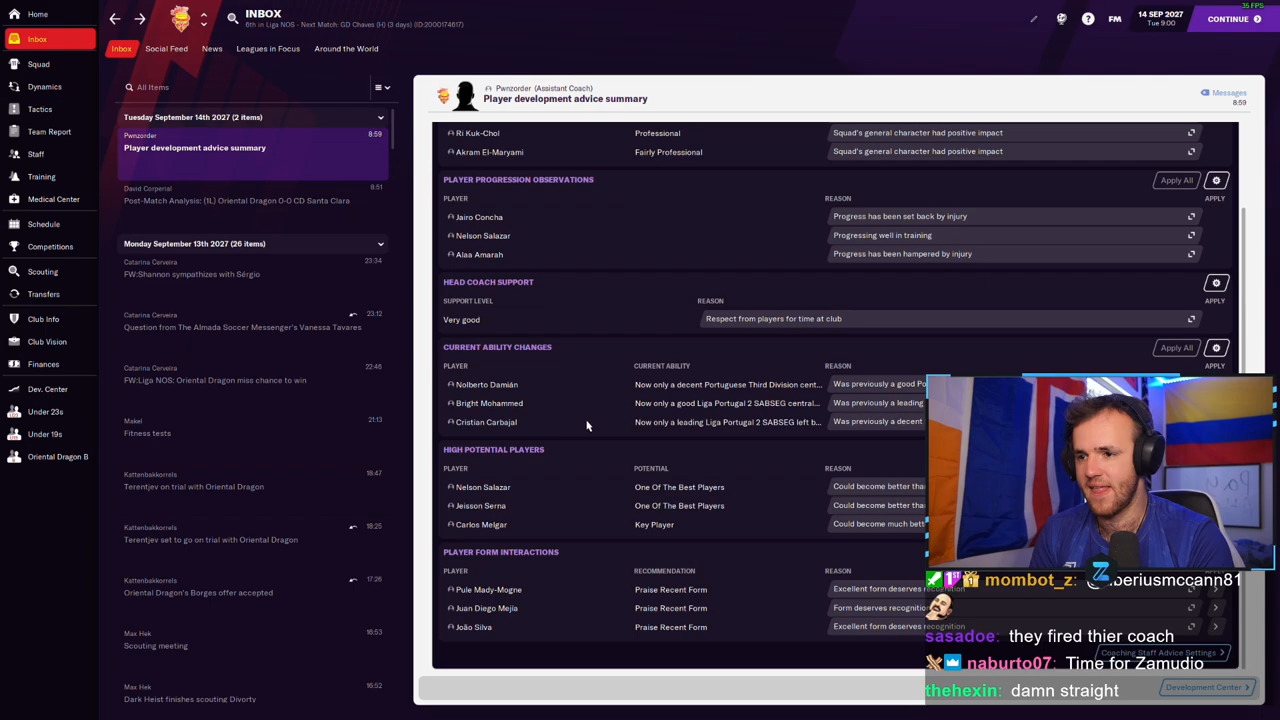 36 FPS
Home
INBOX
6th in Liga NOS - Next Match: GD Chaves (H) (3 days) (ID:2000174617)
FM
14 SEP 2027
Tue 9:00
CONTINUE
Inbox
Squad
Dynamics
Tactics
Team Report
Staff
Training
Medical Center
Schedule
Competitions
Scouting
Transfers
Club Info
Club Vision
Finances
Dev. Center
Under 23s
Under 19s
Oriental Dragon B
Inbox
Social Feed
News
Leagues in Focus
Around the World
All Items
Tuesday September 14th 2027 (2 items)
Pwnzorder
8:59
Player development advice summary
David Corperial
8:51
Post-Match Analysis: (1L) Oriental Dragon 0-0 CD Santa Clara
Monday September 13th 2027 (26 items)
Catarina Cerveira
23:34
FW:Shannon sympathizes with Sérgio
Catarina Cerveira
23:12
Question from The Almada Soccer Messenger's Vanessa Tavares
Catarina Cerveira
22:46
FW:Liga NOS: Oriental Dragon miss chance to win
Makel
21:13
Fitness tests
Kattenbakkorrels
18:47
Terentjev on trial with Oriental Dragon
Kattenbakkorrels
18:25
Terentjev set to go on trial with Oriental Dragon
Kattenbakkorrels
17:26
Oriental Dragon's Borges offer accepted
Max Hek
16:53
Scouting meeting
Max Hek
16:52
Dark Heist finishes scouting Divorty
Pwnzorder (Assistant Coach)
Player development advice summary
Messages
8:59
Ri Kuk-Chol Professional Squad's general character had positive impact
Akram El-Maryami Fairly Professional Squad's general character had positive impact
PLAYER PROGRESSION OBSERVATIONS
Apply All
PLAYER REASON APPLY
Jairo Concha Progress has been set back by injury
Nelson Salazar Progressing well in training
Alaa Amarah Progress has been hampered by injury
HEAD COACH SUPPORT
SUPPORT LEVEL REASON APPLY
Very good Respect from players for time at club
CURRENT ABILITY CHANGES
Apply All
PLAYER CURRENT ABILITY REASON APPLY
Nolberto Damián Now only a decent Portuguese Third Division cent... Was previously a good Po
Bright Mohammed Now only a good Liga Portugal 2 SABSEG central... Was previously a leading
Cristian Carbajal Now only a leading Liga Portugal 2 SABSEG left b... Was previously a decent
HIGH POTENTIAL PLAYERS
PLAYER POTENTIAL REASON
Nelson Salazar One Of The Best Players Could become better tha
Jeisson Serna One Of The Best Players Could become better tha
Carlos Melgar Key Player Could become much bett
PLAYER FORM INTERACTIONS
PLAYER RECOMMENDATION REASON
Pule Mady-Mogne Praise Recent Form Excellent form deserves recognition
Juan Diego Mejía Praise Recent Form Form deserves recognition
João Silva Praise Recent Form Excellent form deserves recognition
Coaching Staff Advice Settings
Development Center
mombot_z: @ beriusmccann81
sasadoe: they fired thier coach
naburto07: Time for Zamudio
thehexin: damn straight